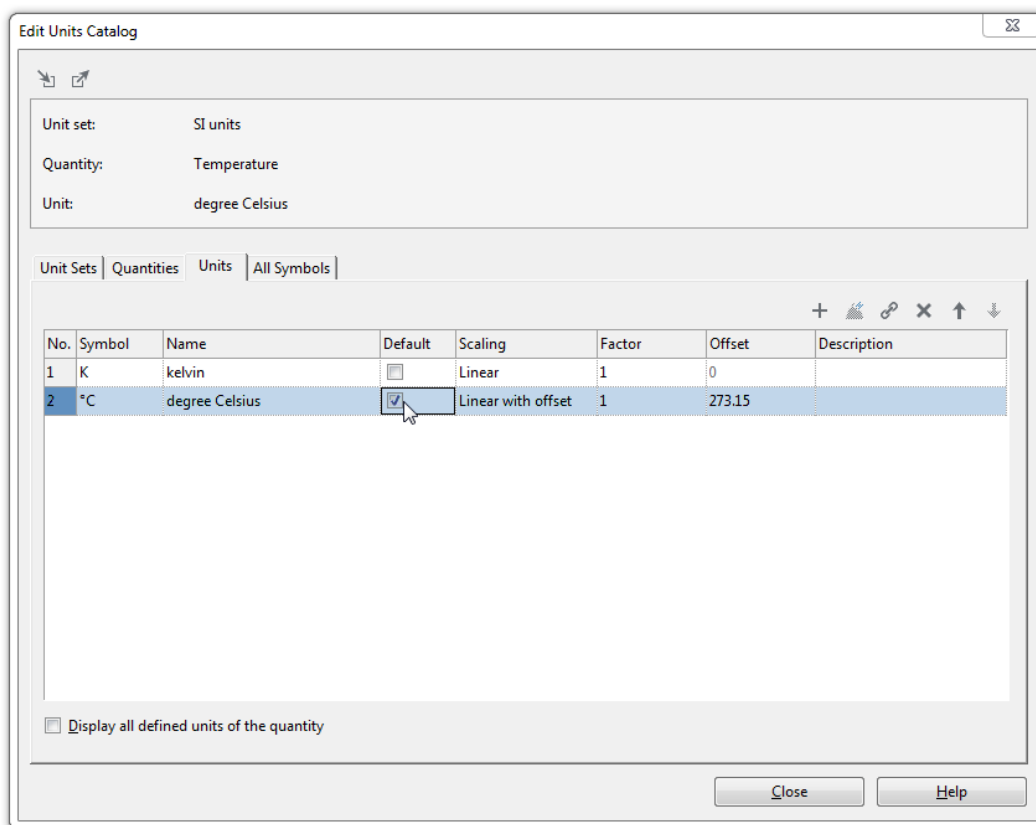 Edit Units Catalog
Unit set: SI units
Quantity: Temperature
Unit: degree Celsius
Unit Sets Quantities Units All Symbols
No. Symbol Name Default Scaling Factor Offset Description
1 K kelvin Linear 1 0
2 °C degree Celsius Linear with offset 1 273.15
Display all defined units of the quantity
Close Help